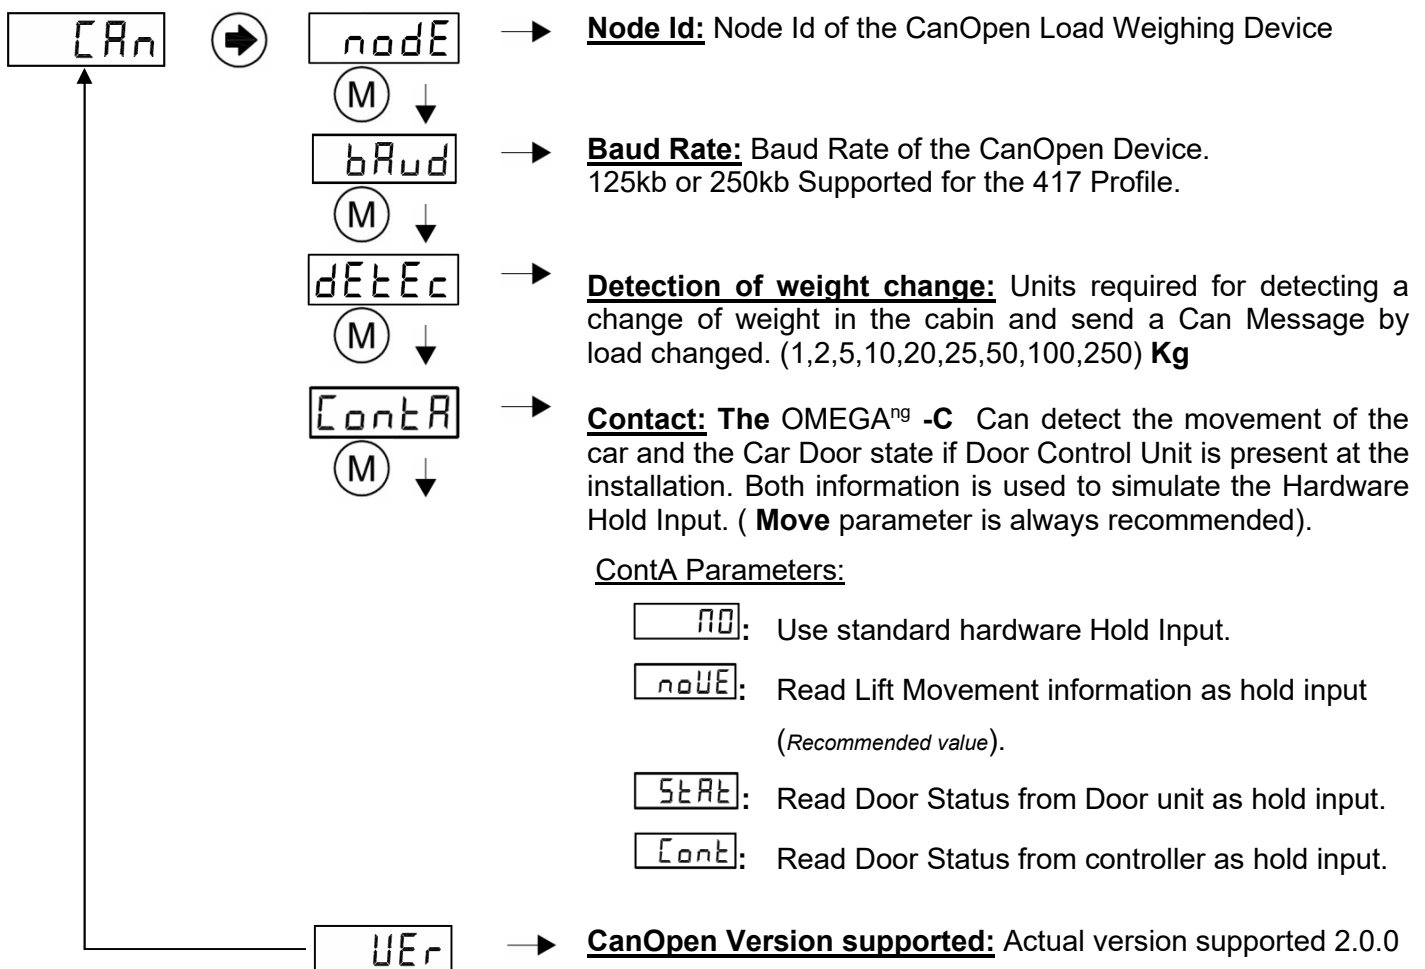 CAn
nodE
Node Id: Node Id of the CanOpen Load Weighing Device
M
bAud
Baud Rate: Baud Rate of the CanOpen Device.
125kb or 250kb Supported for the 417 Profile.
M
dEtEc
Detection of weight change: Units required for detecting a
change of weight in the cabin and send a Can Message by
load changed. (1,2,5,10,20,25,50,100,250) Kg
M
ContA
Contact: The OMEGAng -C Can detect the movement of the
car and the Car Door state if Door Control Unit is present at the
installation. Both information is used to simulate the Hardware
Hold Input. ( Move parameter is always recommended).
M
ContA Parameters:
NO: Use standard hardware Hold Input.
noUE: Read Lift Movement information as hold input
(Recommended value).
StAt: Read Door Status from Door unit as hold input.
Cont: Read Door Status from controller as hold input.
UEr
CanOpen Version supported: Actual version supported 2.0.0